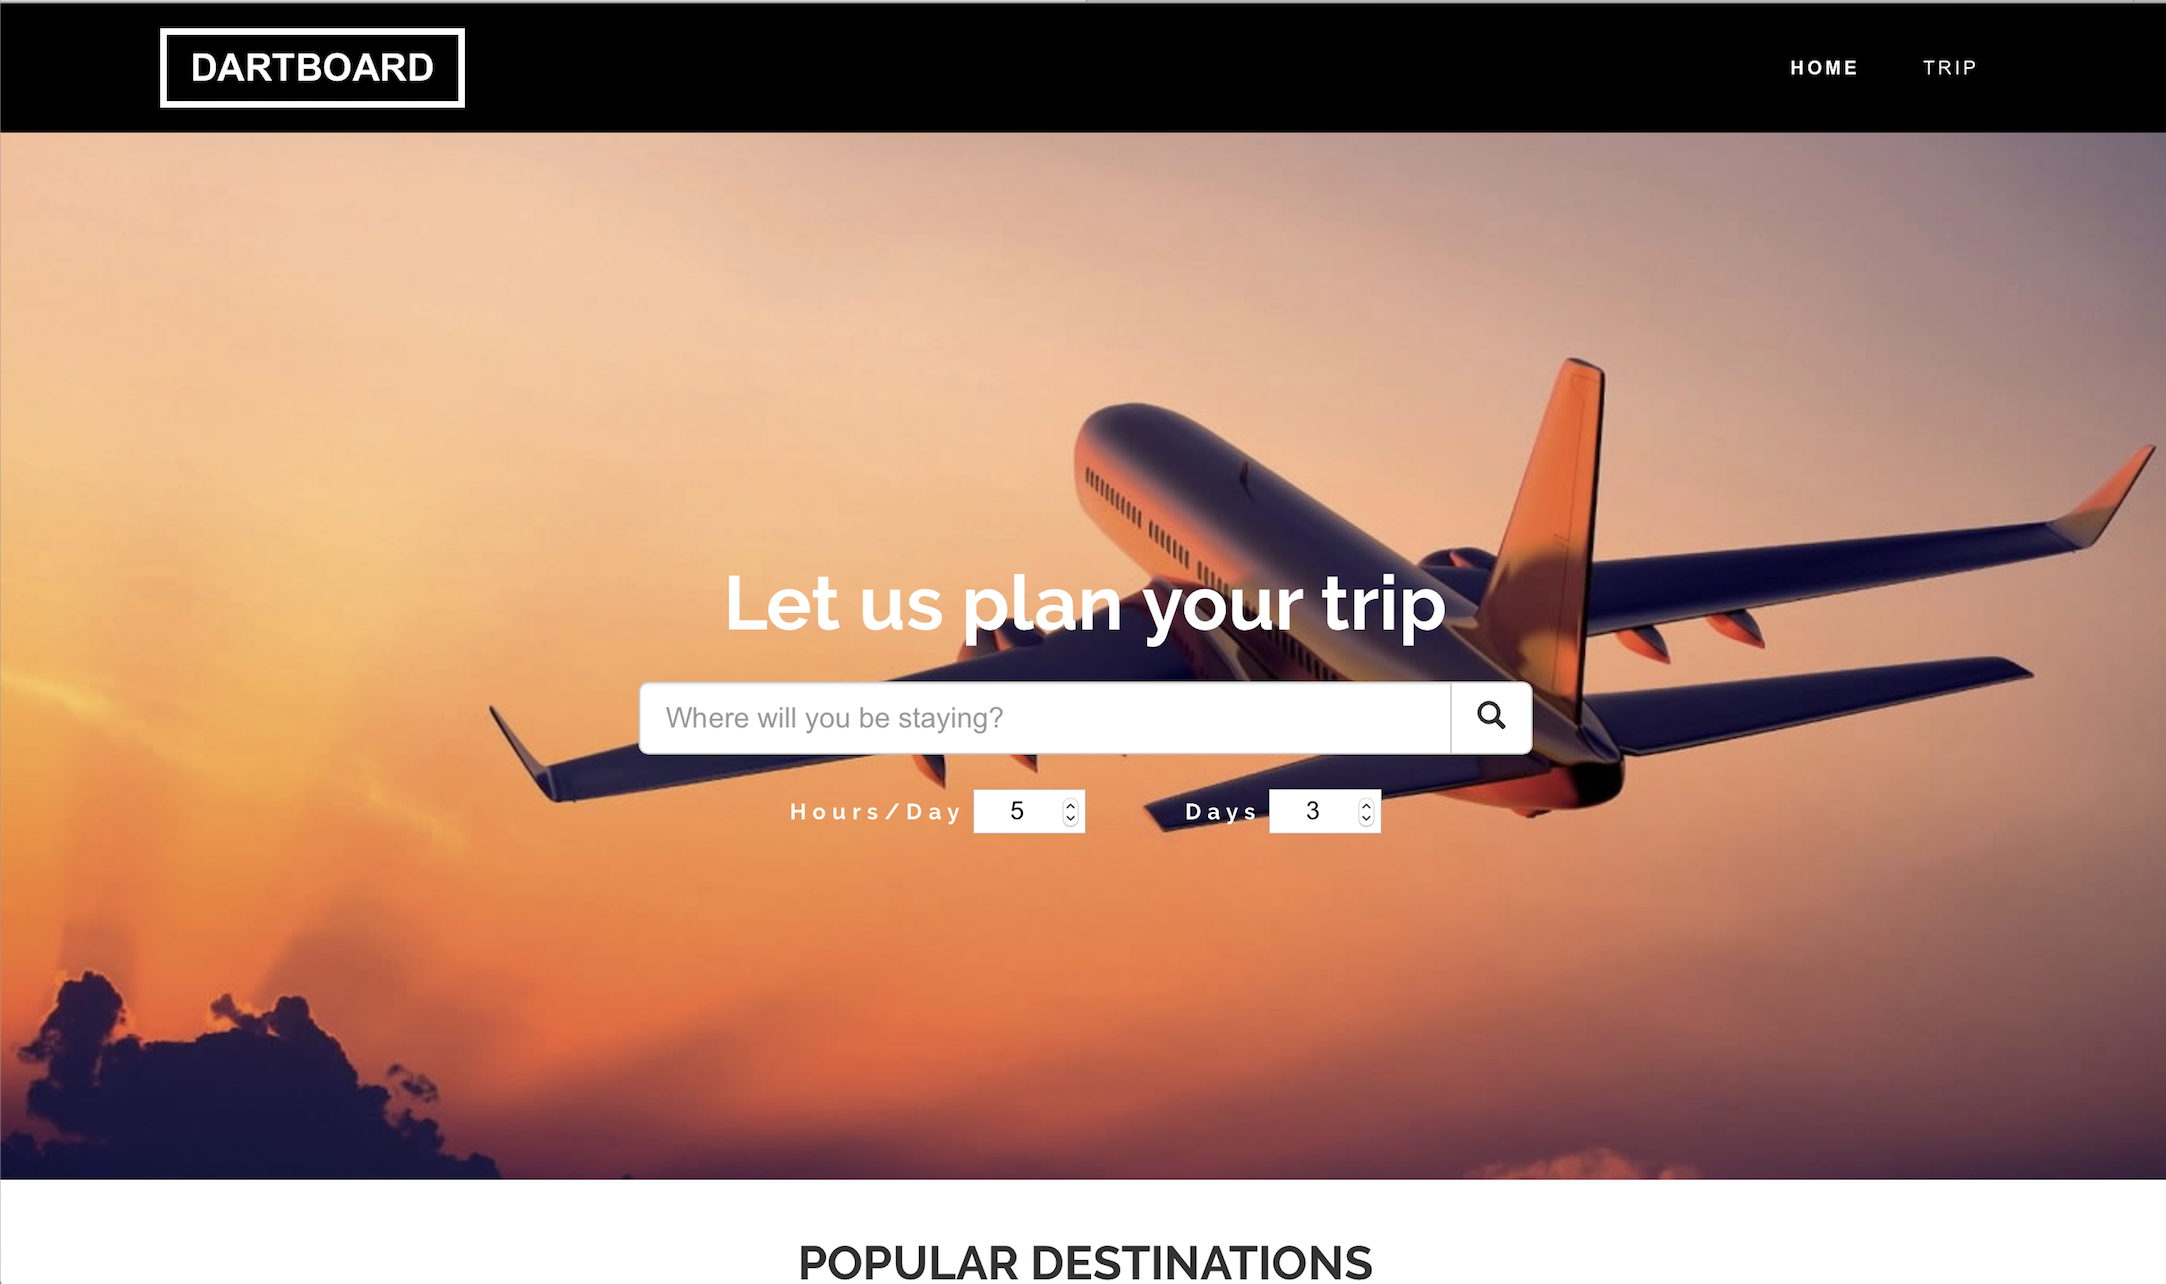 DARTBOARD
HOME TRIP
Let us plan your trip
Where will you be staying?
Hours/Day 5 Days 3
POPULAR DESTINATIONS